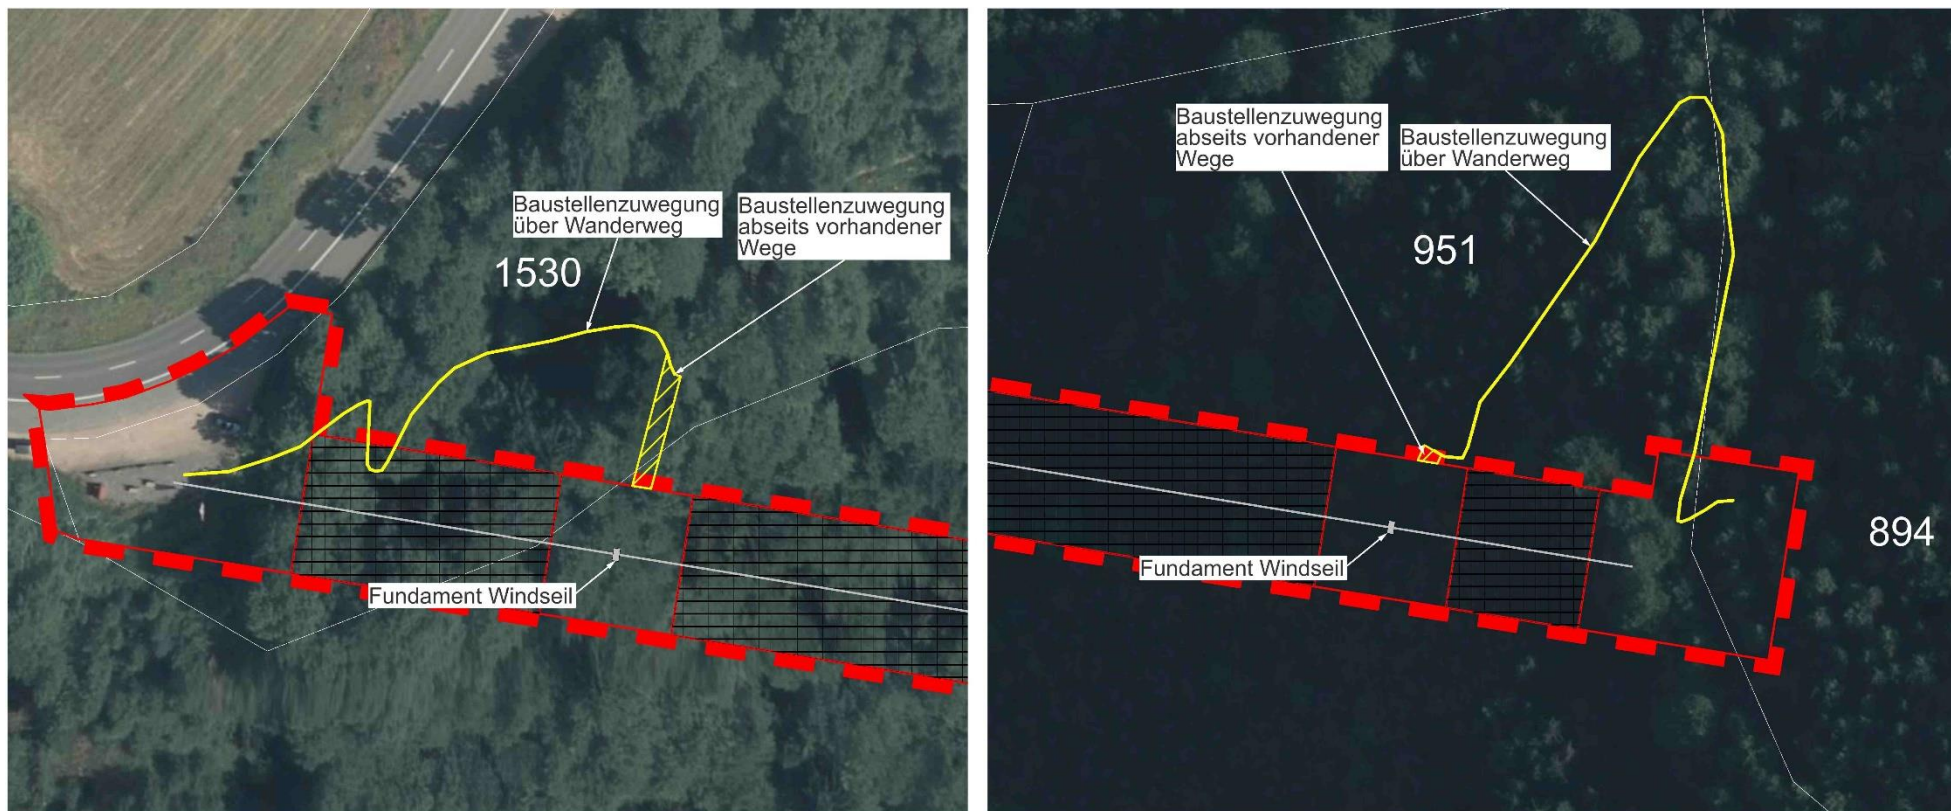 Baustellenzuwegung
über Wanderweg
Baustellenzuwegung
abseits vorhandener
Wege
1530
Fundament Windseil
Baustellenzuwegung
abseits vorhandener
Wege
Baustellenzuwegung
über Wanderweg
951
894
Fundament Windseil